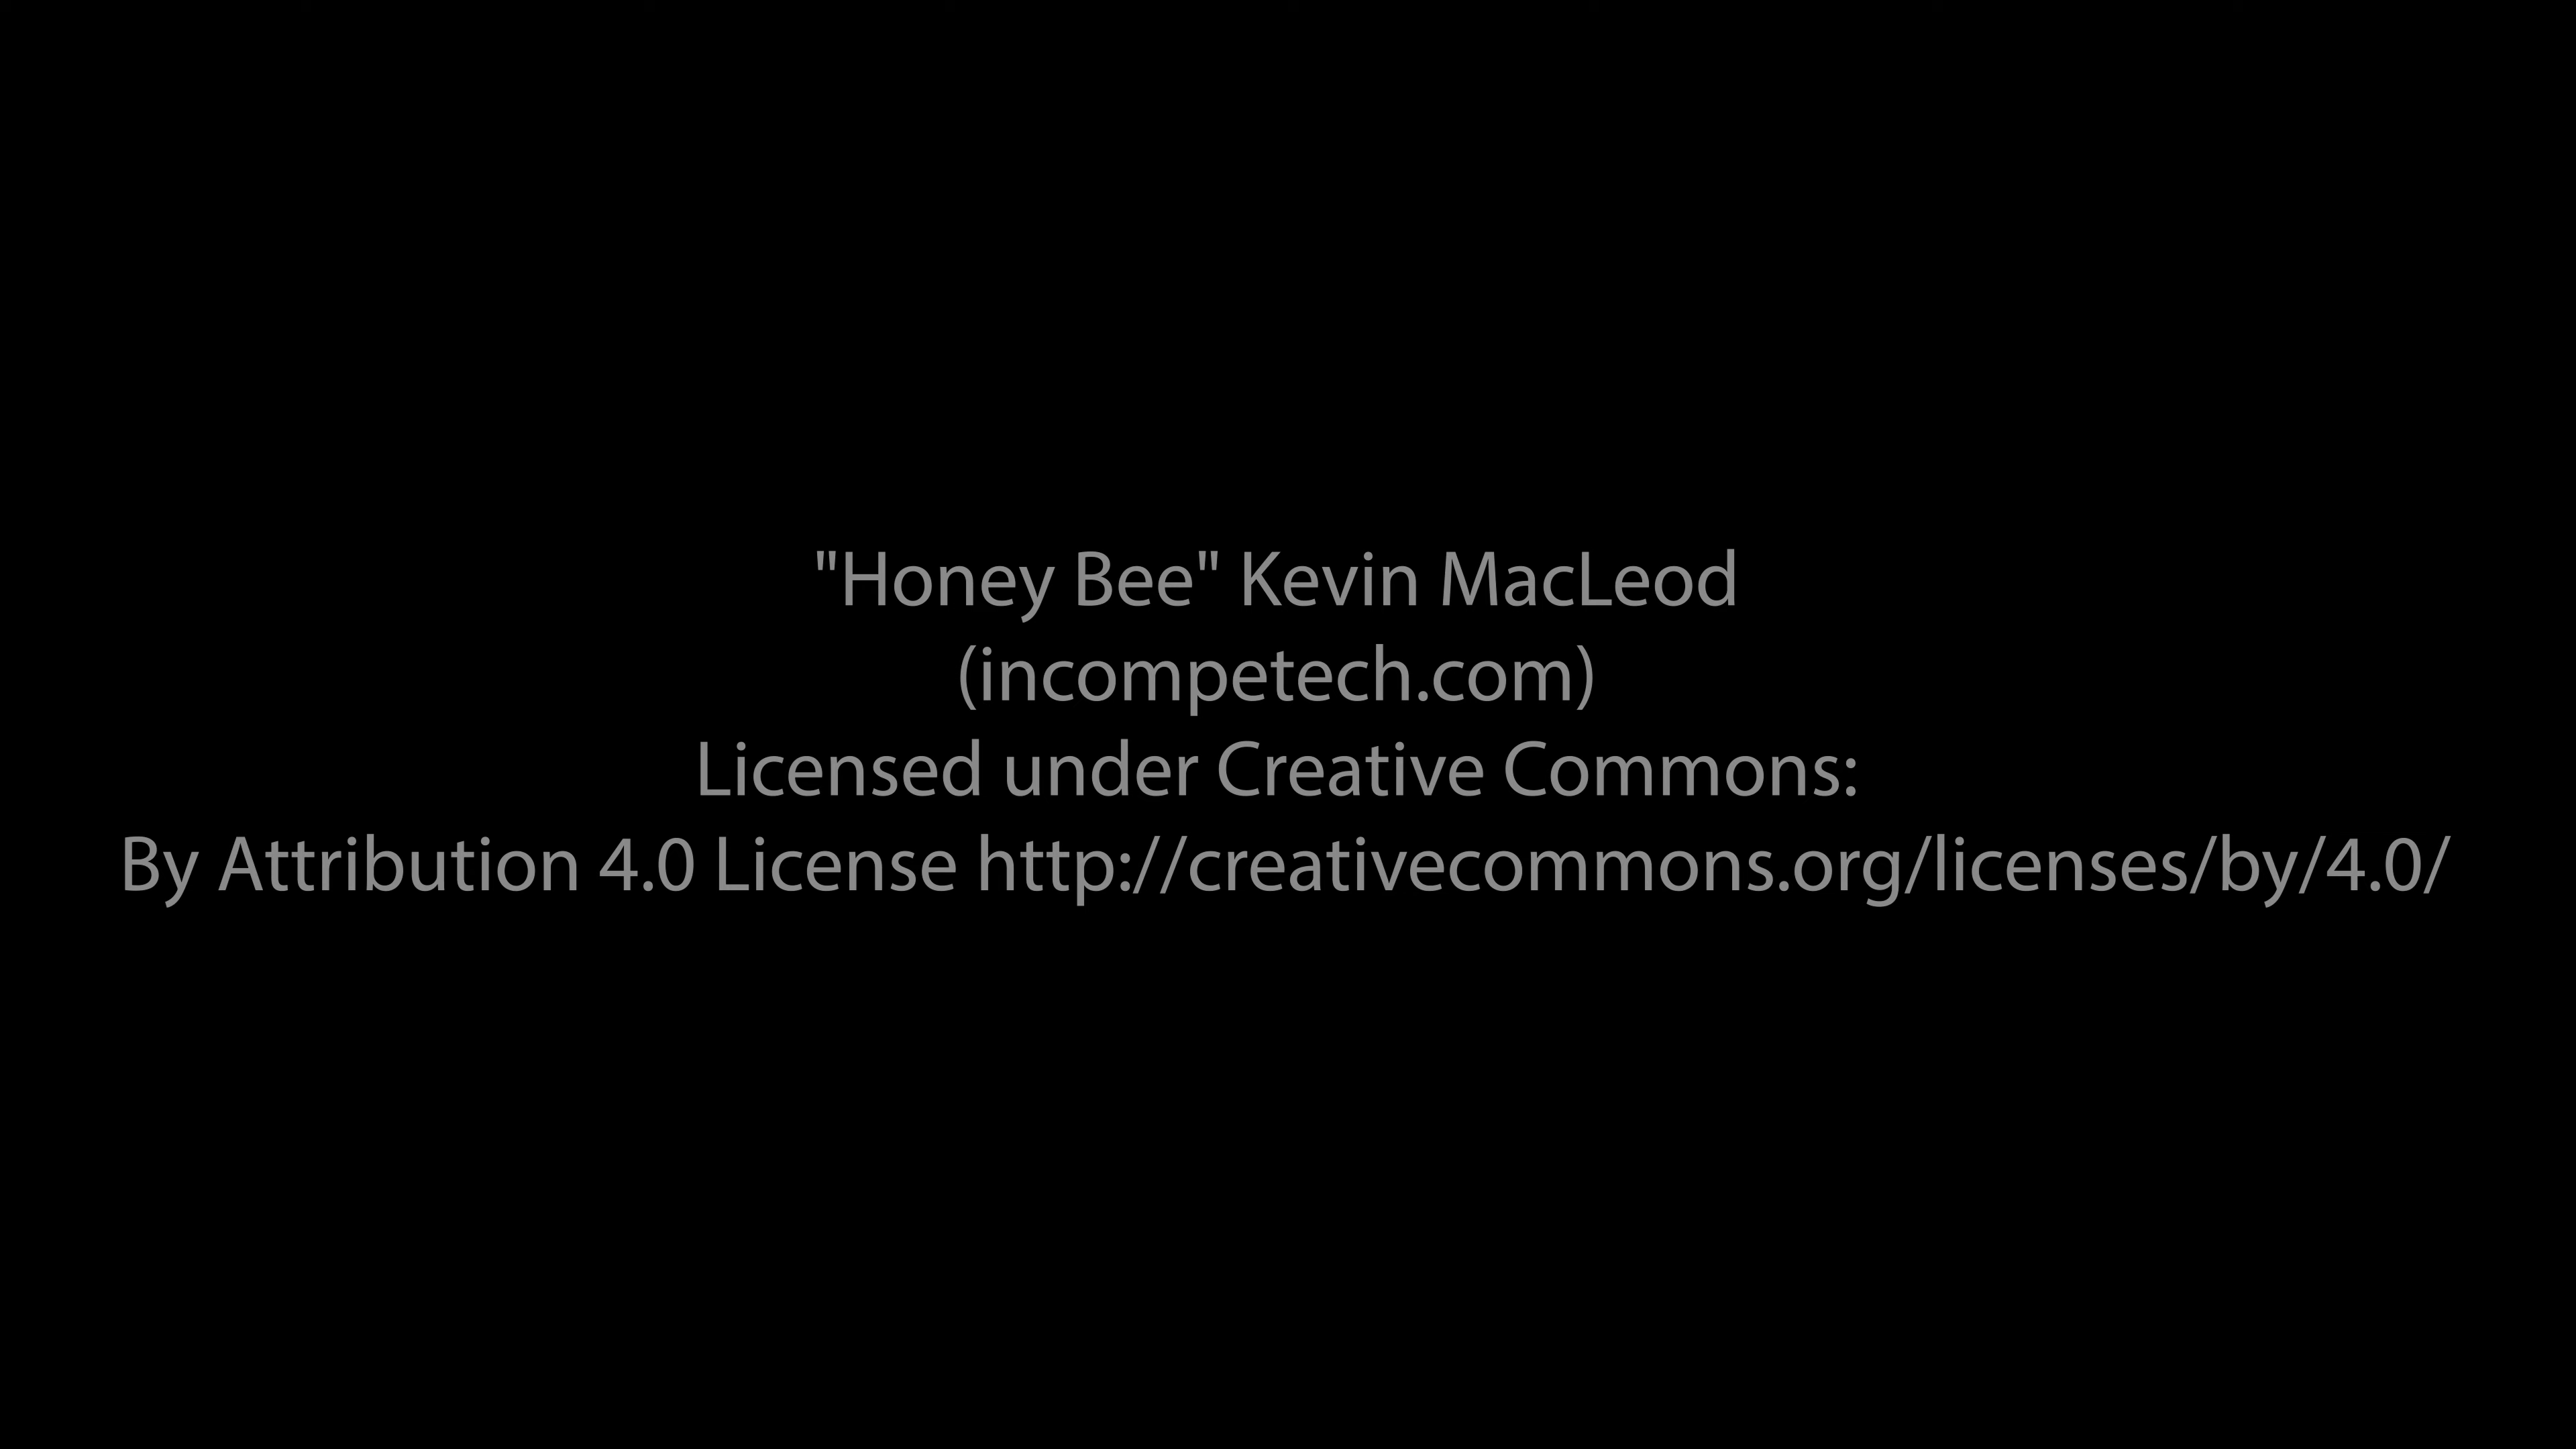 "Honey Bee" Kevin MacLeod
(incompetech.com)
Licensed under Creative Commons:
By Attribution 4.0 License http://creativecommons.org/licenses/by/4.0/